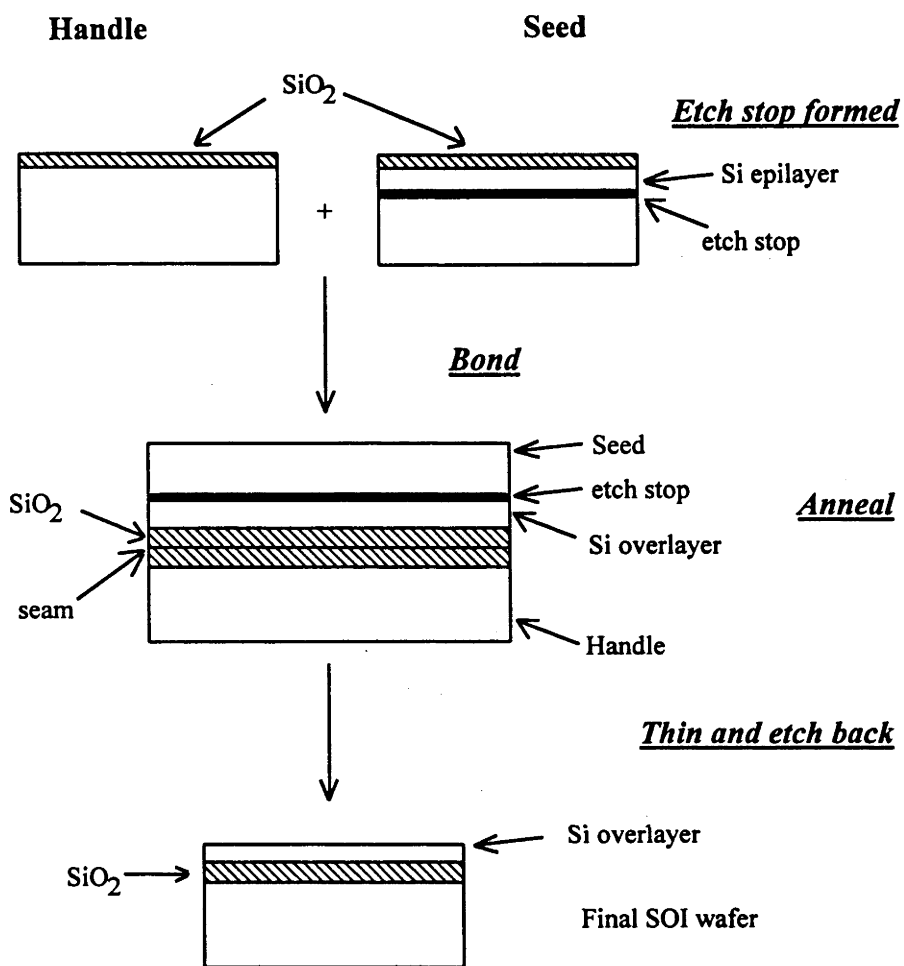 Handle
Seed
SiO2
Etch stop formed
Si epilayer
+
etch stop
Bond
Seed
etch stop
SiO2
Anneal
Si overlayer
seam
Handle
Thin and etch back
Si overlayer
SiO2
Final SOI wafer